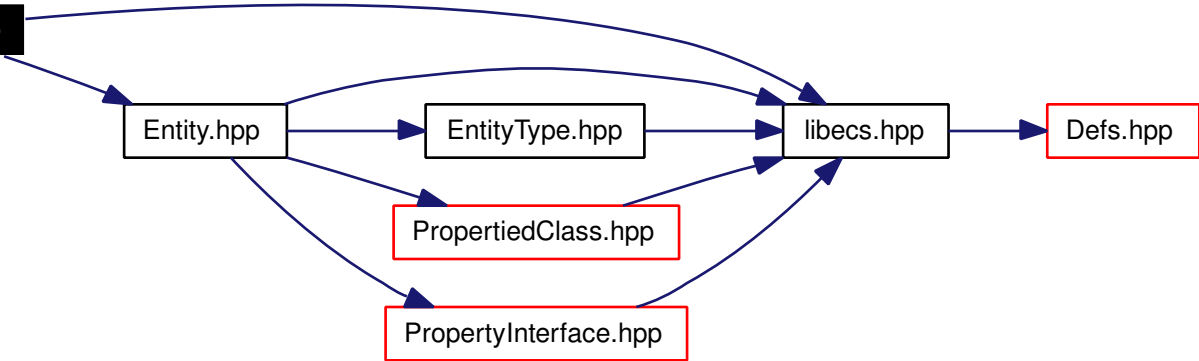 Entity.hpp
EntityType.hpp
libecs.hpp
Defs.hpp
PropertiedClass.hpp
PropertyInterface.hpp